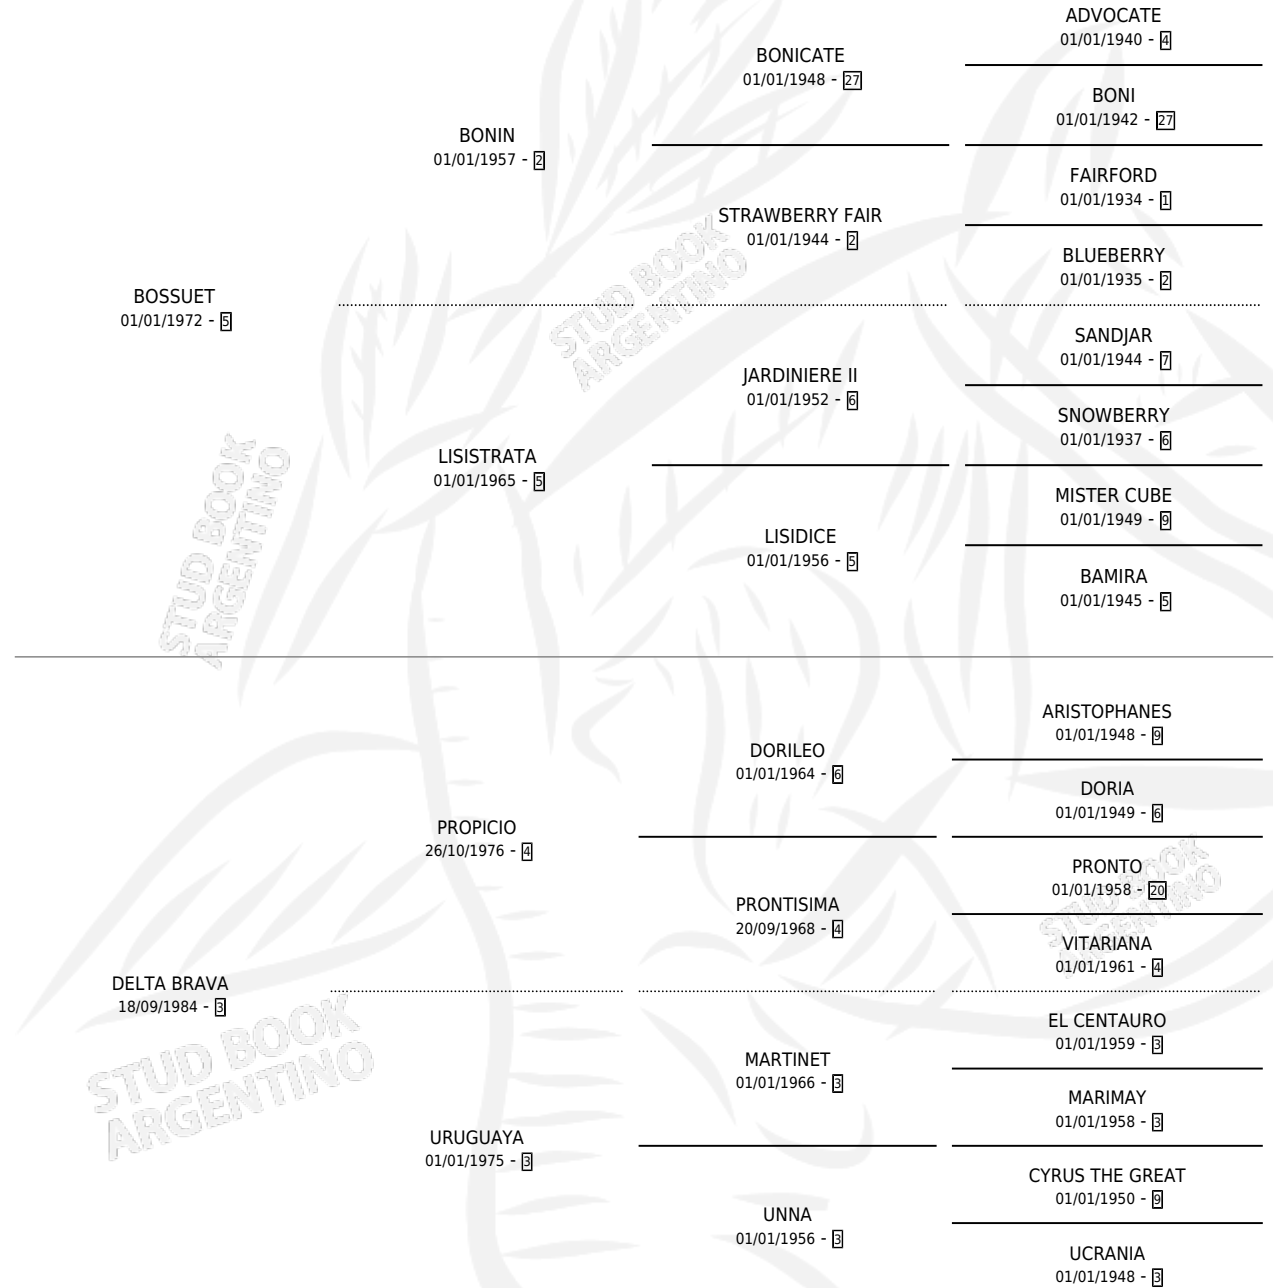 ADVOCATE
01/01/1940 - 4
BONICATE
01/01/1948 - 27
BONI
01/01/1942 - 27
BONIN
01/01/1957 - 2
FAIRFORD
01/01/1934 - 1
STRAWBERRY FAIR
01/01/1944 - 2
BLUEBERRY
01/01/1935 - 2
BOSSUET
01/01/1972 - 5
STUD BOOK
ARGENTINO
SANDJAR
01/01/1944 - 7
JARDINIERE II
01/01/1952 - 6
SNOWBERRY
01/01/1937 - 6
LISISTRATA
01/01/1965 - 5
MISTER CUBE
01/01/1949 - 9
LISIDICE
01/01/1956 - 5
BAMIRA
01/01/1945 - 5
STUD BOOK
ARGENTINO
ARISTOPHANES
01/01/1948 - 9
DORILEO
01/01/1964 - 6
DORIA
01/01/1949 - 6
PROPICIO
26/10/1976 - 4
PRONTO
01/01/1958 - 20
PRONTISIMA
20/09/1968 - 4
STUD BOOK
ARGENTINO
VITARIANA
01/01/1961 - 4
DELTA BRAVA
18/09/1984 - 3
EL CENTAURO
01/01/1959 - 3
MARTINET
01/01/1966 - 3
MARIMAY
01/01/1958 - 3
STUD BOOK
ARGENTINO
URUGUAYA
01/01/1975 - 3
CYRUS THE GREAT
01/01/1950 - 9
UNNA
01/01/1956 - 3
UCRANIA
01/01/1948 - 3